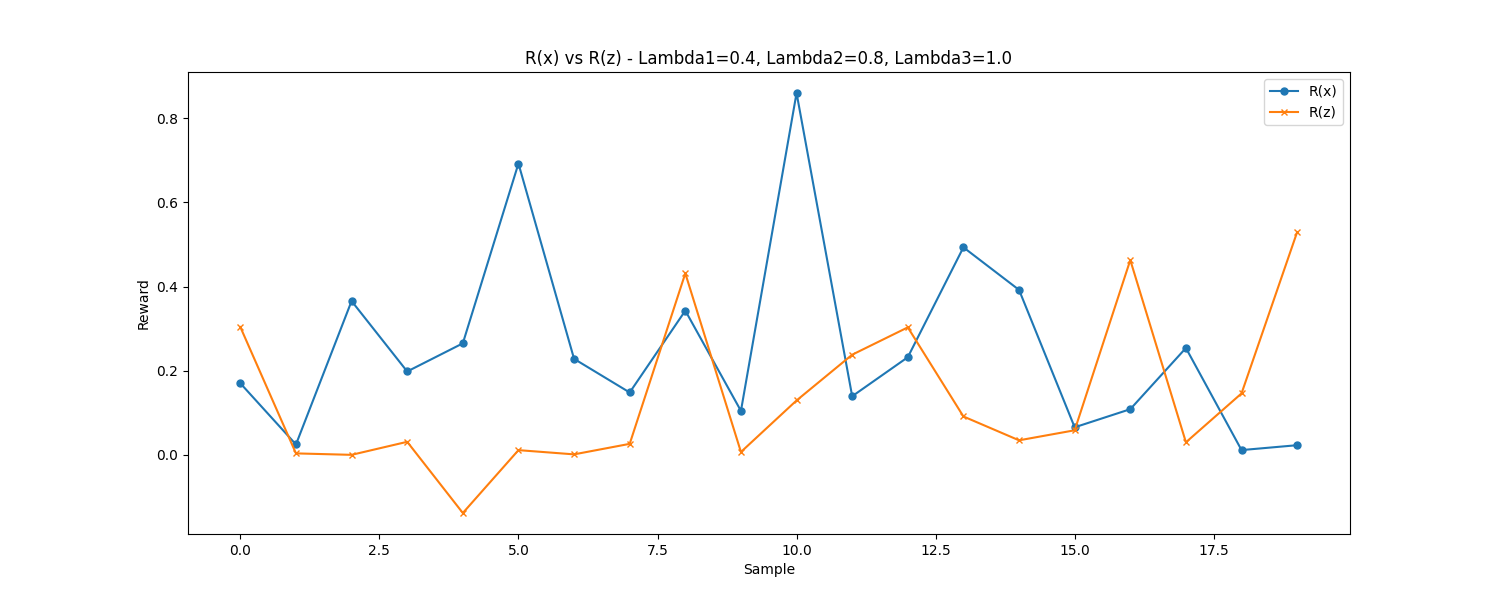 R(x) vs R(z) - Lambda1=0.4, Lambda2=0.8, Lambda3=1.0
R(x)
R(z)
0.8
0.6
0.4
0.2
0.0
Reward
0.0 2.5 5.0 7.5 10.0 12.5 15.0 17.5
Sample